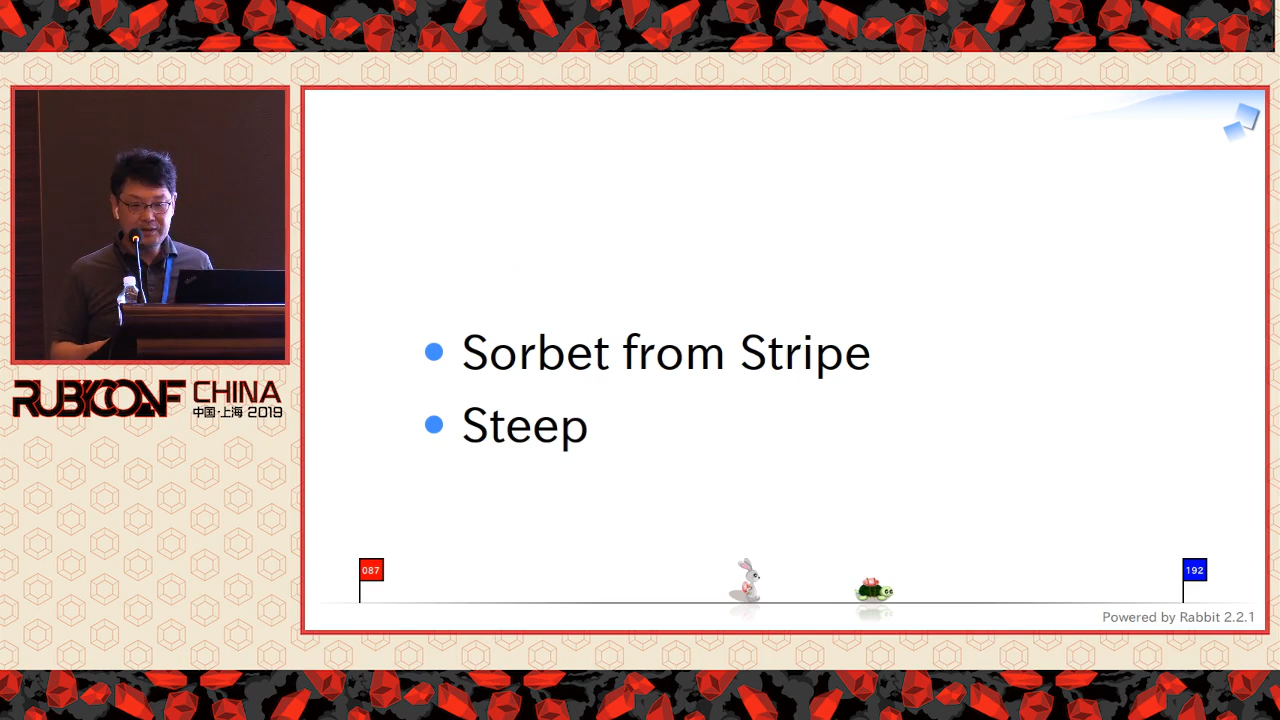 RUBYCONF CHINA
中国·上海 2019
Sorbet from Stripe
Steep
087
192
Powered by Rabbit 2.2.1